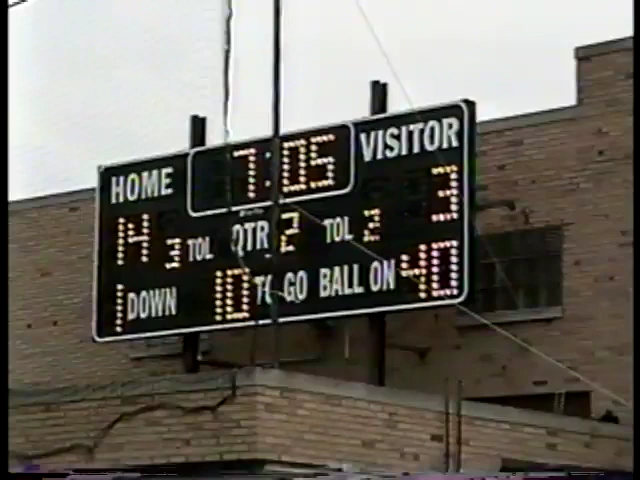 7:05
HOME VISITOR
14 3 TOL QTR 2 TOL 2 3
1 DOWN 10 TO GO BALL ON 40